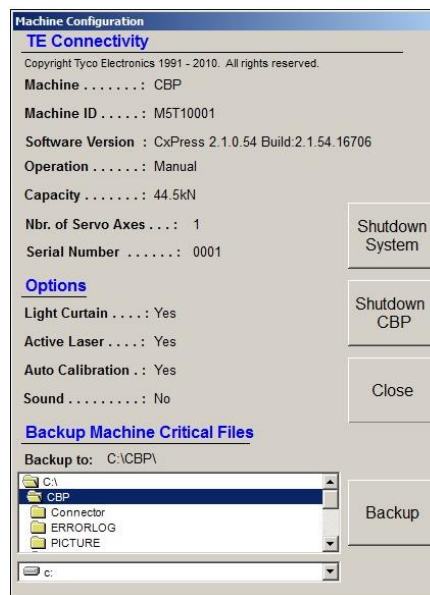 Machine Configuration
TE Connectivity
Copyright Tyco Electronics 1991 - 2010. All rights reserved.
Machine . . . . . . . : CBP
Machine ID . . . . . : M5T10001
Software Version : CxPress 2.1.0.54 Build:2.1.54.16706
Operation . . . . . . : Manual
Capacity . . . . . . . : 44.5kN
Nbr. of Servo Axes . . . : 1
Serial Number . . . . . . : 0001
Shutdown
System
Options
Light Curtain . . . . : Yes
Active Laser . . . . : Yes
Auto Calibration . : Yes
Sound . . . . . . . . . : No
Shutdown
CBP
Close
Backup Machine Critical Files
Backup to: C:\CBP\
C:\
CBP
Connector
ERRORLOG
PICTURE
c:
Backup